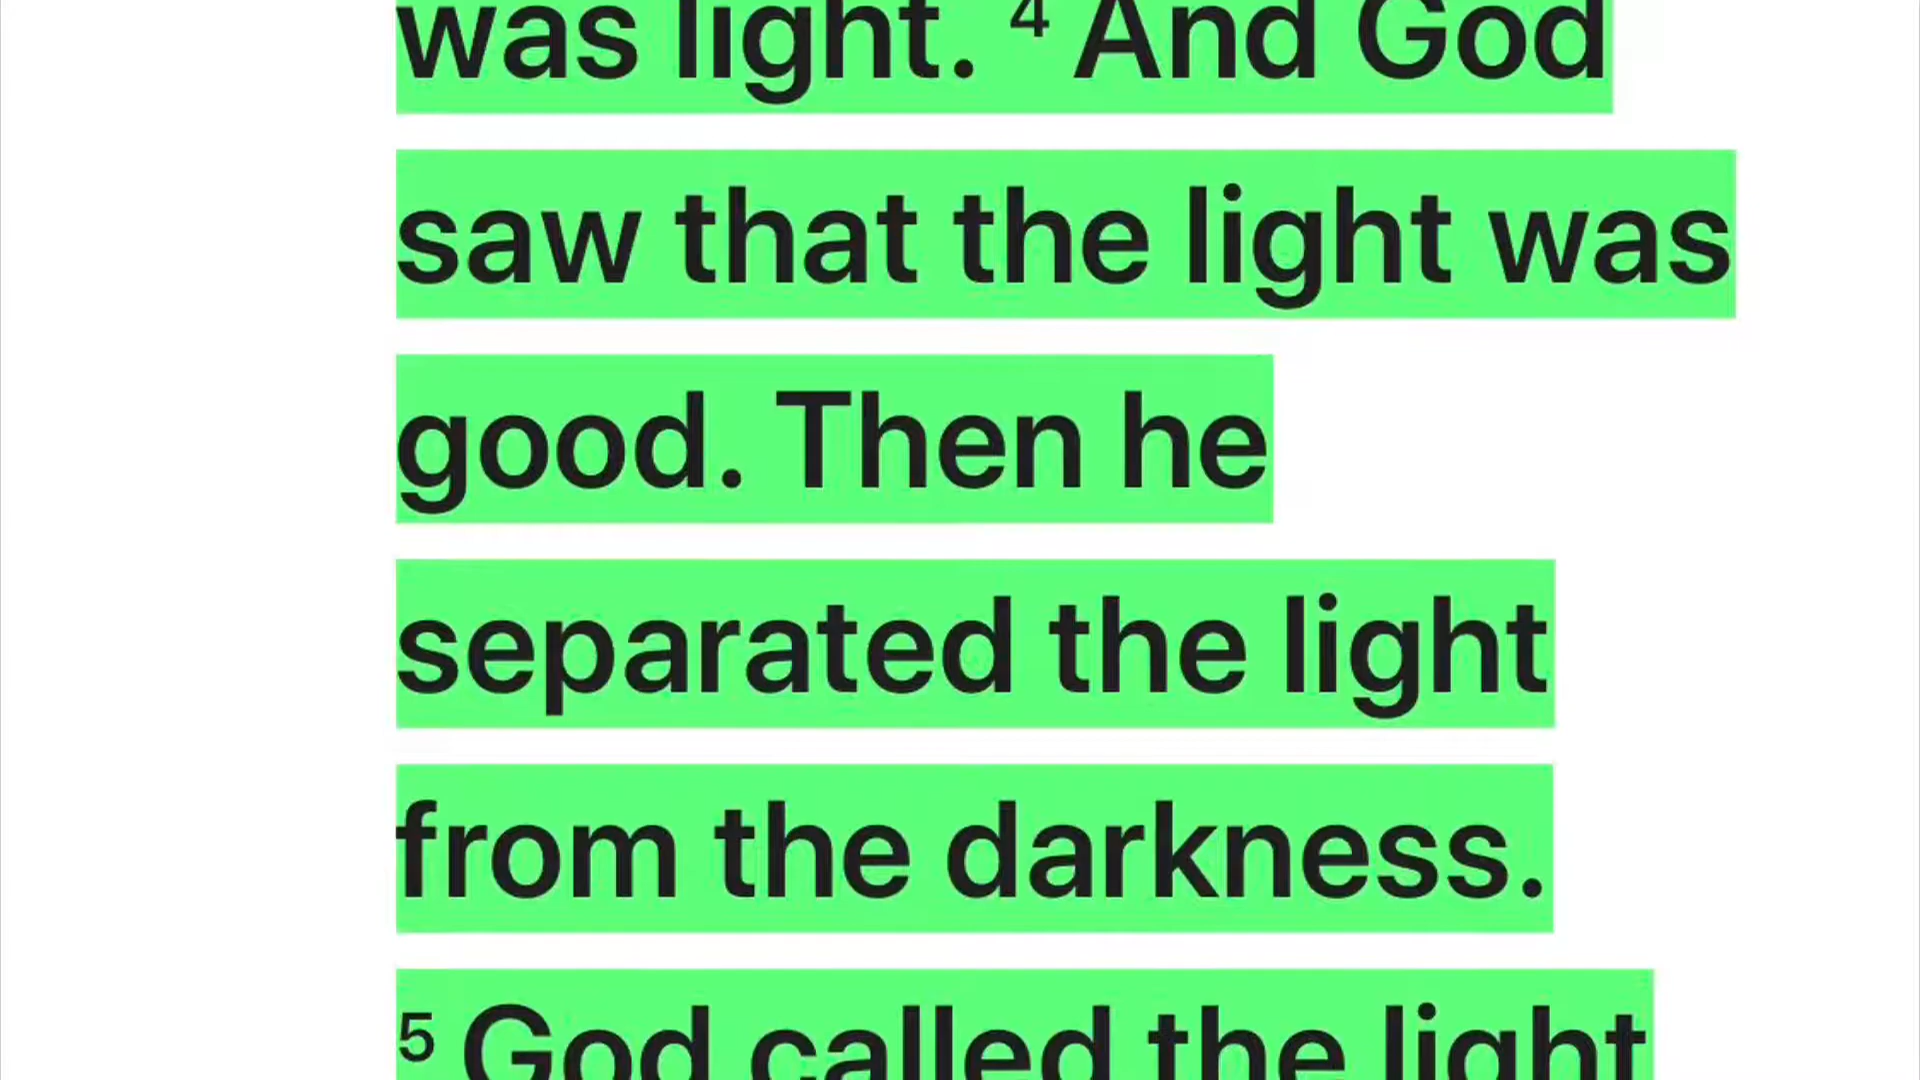 was light. 4 And God
saw that the light was
good. Then he
separated the light
from the darkness.
5 God called the light